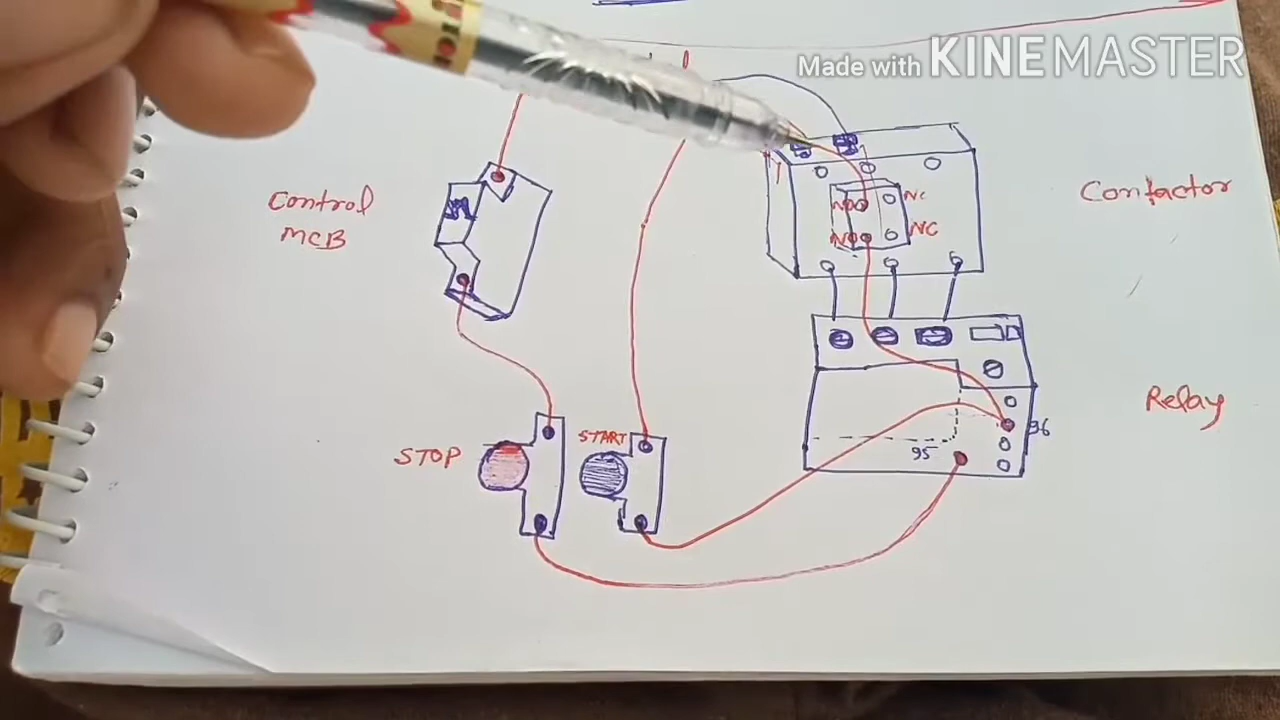 Made with KINEMASTER
Control
MCB
Contactor
NO NC
NO NC
Relay
96
95
STOP
START